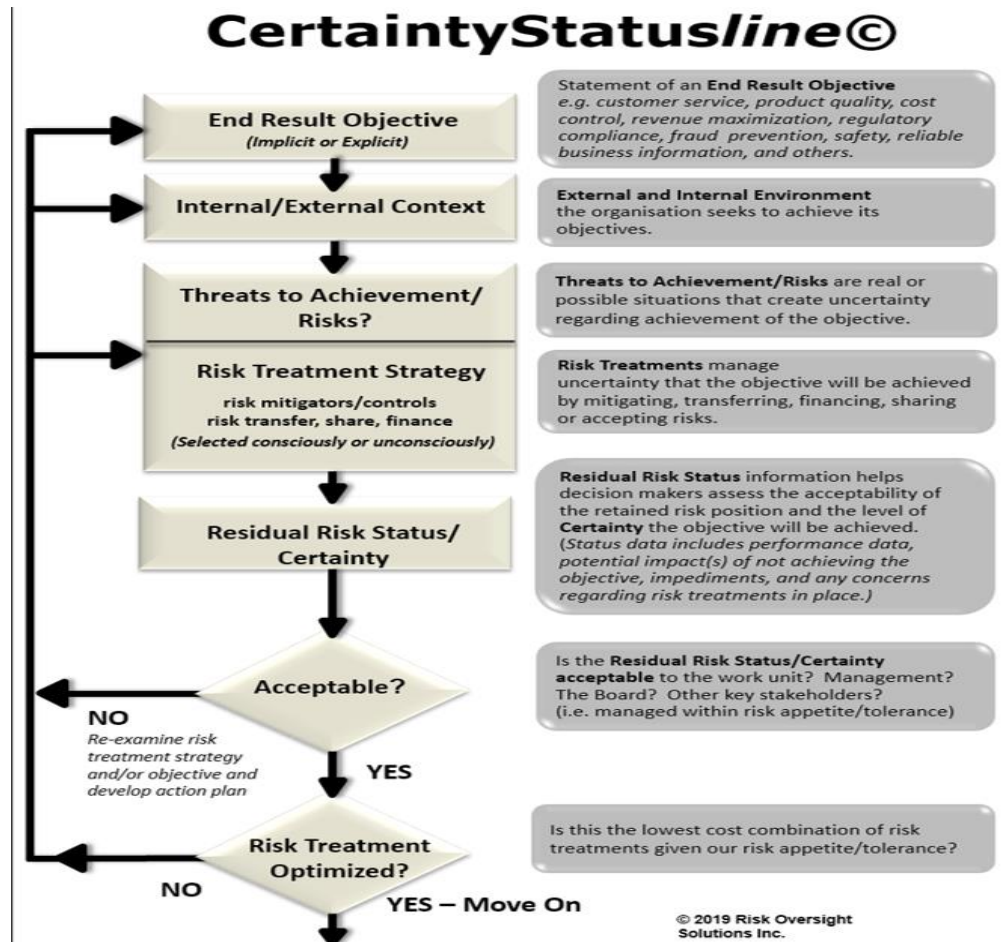 CertaintyStatusline©
End Result Objective
(Implicit or Explicit)
Statement of an End Result Objective
e.g. customer service, product quality, cost
control, revenue maximization, regulatory
compliance, fraud prevention, safety, reliable
business information, and others.
Internal/External Context
External and Internal Environment
the organisation seeks to achieve its
objectives.
Threats to Achievement/
Risks?
Threats to Achievement/Risks are real or
possible situations that create uncertainty
regarding achievement of the objective.
Risk Treatment Strategy
risk mitigators/controls
risk transfer, share, finance
(Selected consciously or unconsciously)
Risk Treatments manage
uncertainty that the objective will be achieved
by mitigating, transferring, financing, sharing
or accepting risks.
Residual Risk Status/
Certainty
Residual Risk Status information helps
decision makers assess the acceptability of
the retained risk position and the level of
Certainty the objective will be achieved.
(Status data includes performance data,
potential impact(s) of not achieving the
objective, impediments, and any concerns
regarding risk treatments in place.)
Acceptable?
Is the Residual Risk Status/Certainty
acceptable to the work unit? Management?
The Board? Other key stakeholders?
(i.e. managed within risk appetite/tolerance)
NO
Re-examine risk
treatment strategy
and/or objective and
develop action plan
YES
Risk Treatment
Optimized?
Is this the lowest cost combination of risk
treatments given our risk appetite/tolerance?
NO
YES – Move On
© 2019 Risk Oversight
Solutions Inc.